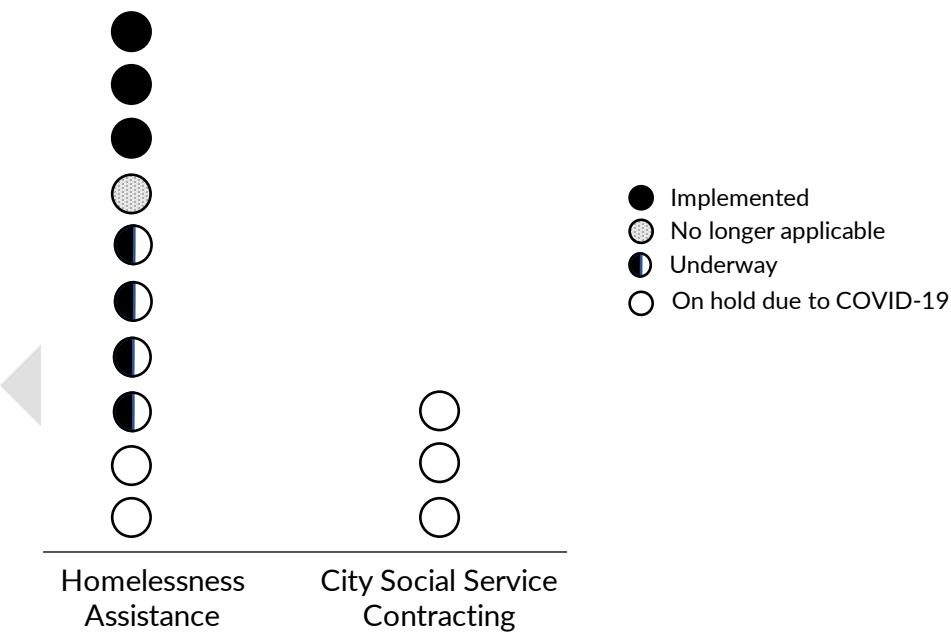 Implemented
No longer applicable
Underway
On hold due to COVID-19
Homelessness
Assistance
City Social Service
Contracting